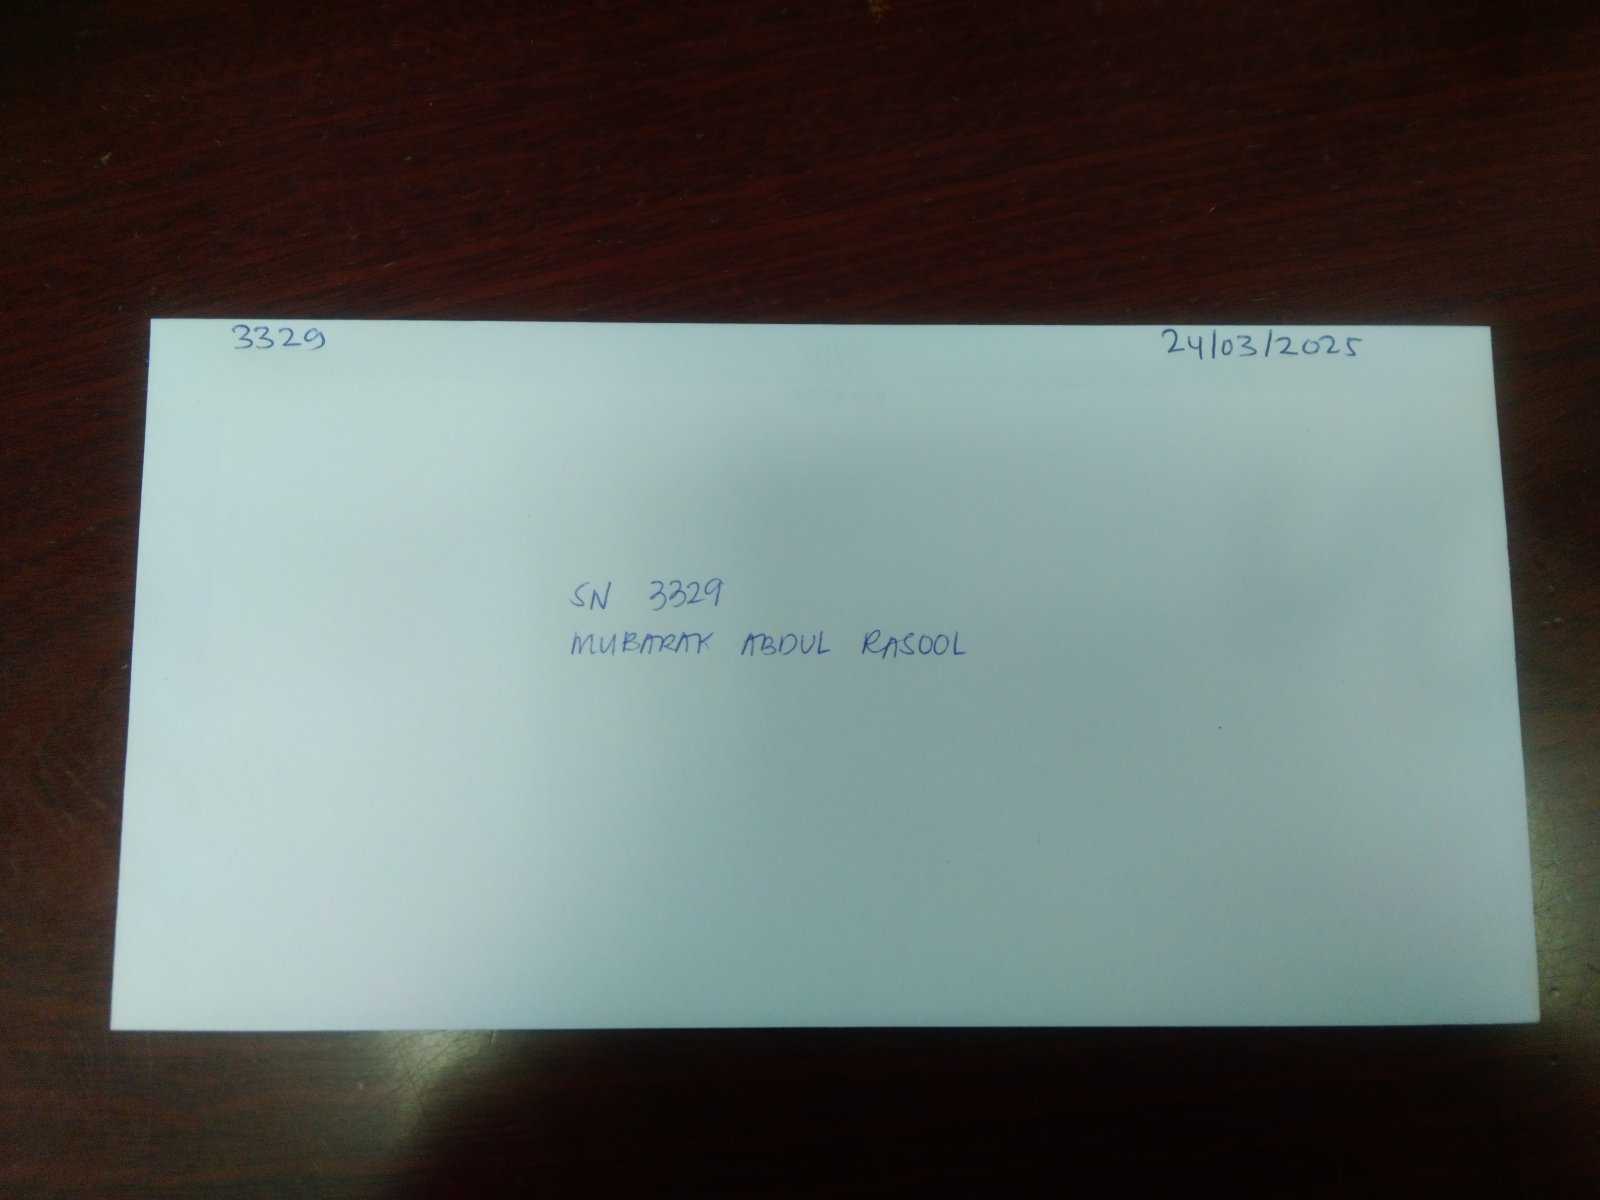 3329
24/03/2025
SN 3329
MUBARAK ABDUL RASOOL